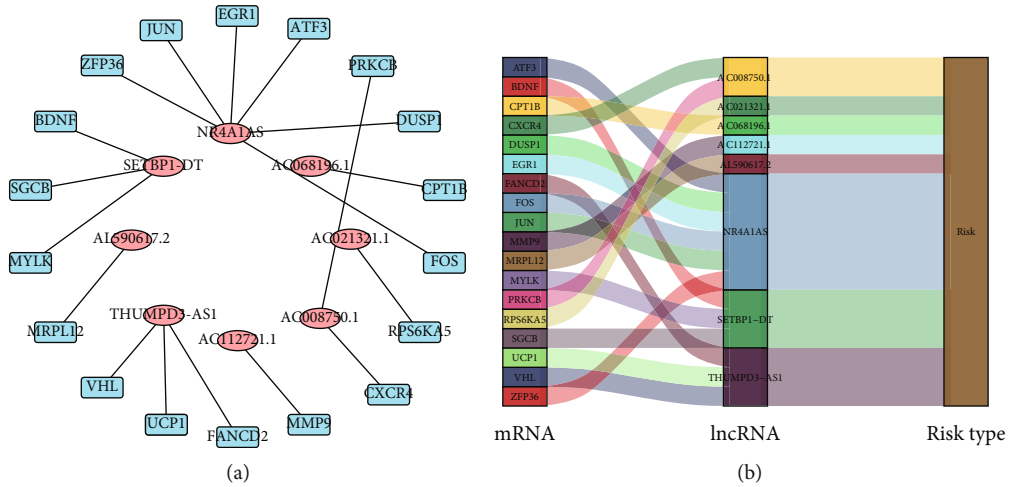 EGR1
JUN
ATF3
ZFP36
PRKCB
BDNF
NR4A1AS
DUSP1
SETBP1-DT
AC068196.1
SGCB
CPT1B
AL590617.2
AC021321.1
MYLK
FOS
THUMPD3-AS1
AC008750.1
MRPL12
AC112721.1
RPS6KA5
VHL
CXCR4
UCP1
FANCD2
MMP9
(a)
ATF3
BDNF
CPT1B
CXCR4
DUSP1
EGR1
FANCD2
FOS
JUN
MMP9
MRPL12
MYLK
PRKCB
RPS6KA5
SGCB
UCP1
VHL
ZFP36
mRNA
AC008750.1
AC021321.1
AC068196.1
AC112721.1
AL590617.2
NR4A1AS
SETBP1-DT
THUMPD3-AS1
lncRNA
Risk
Risk type
(b)